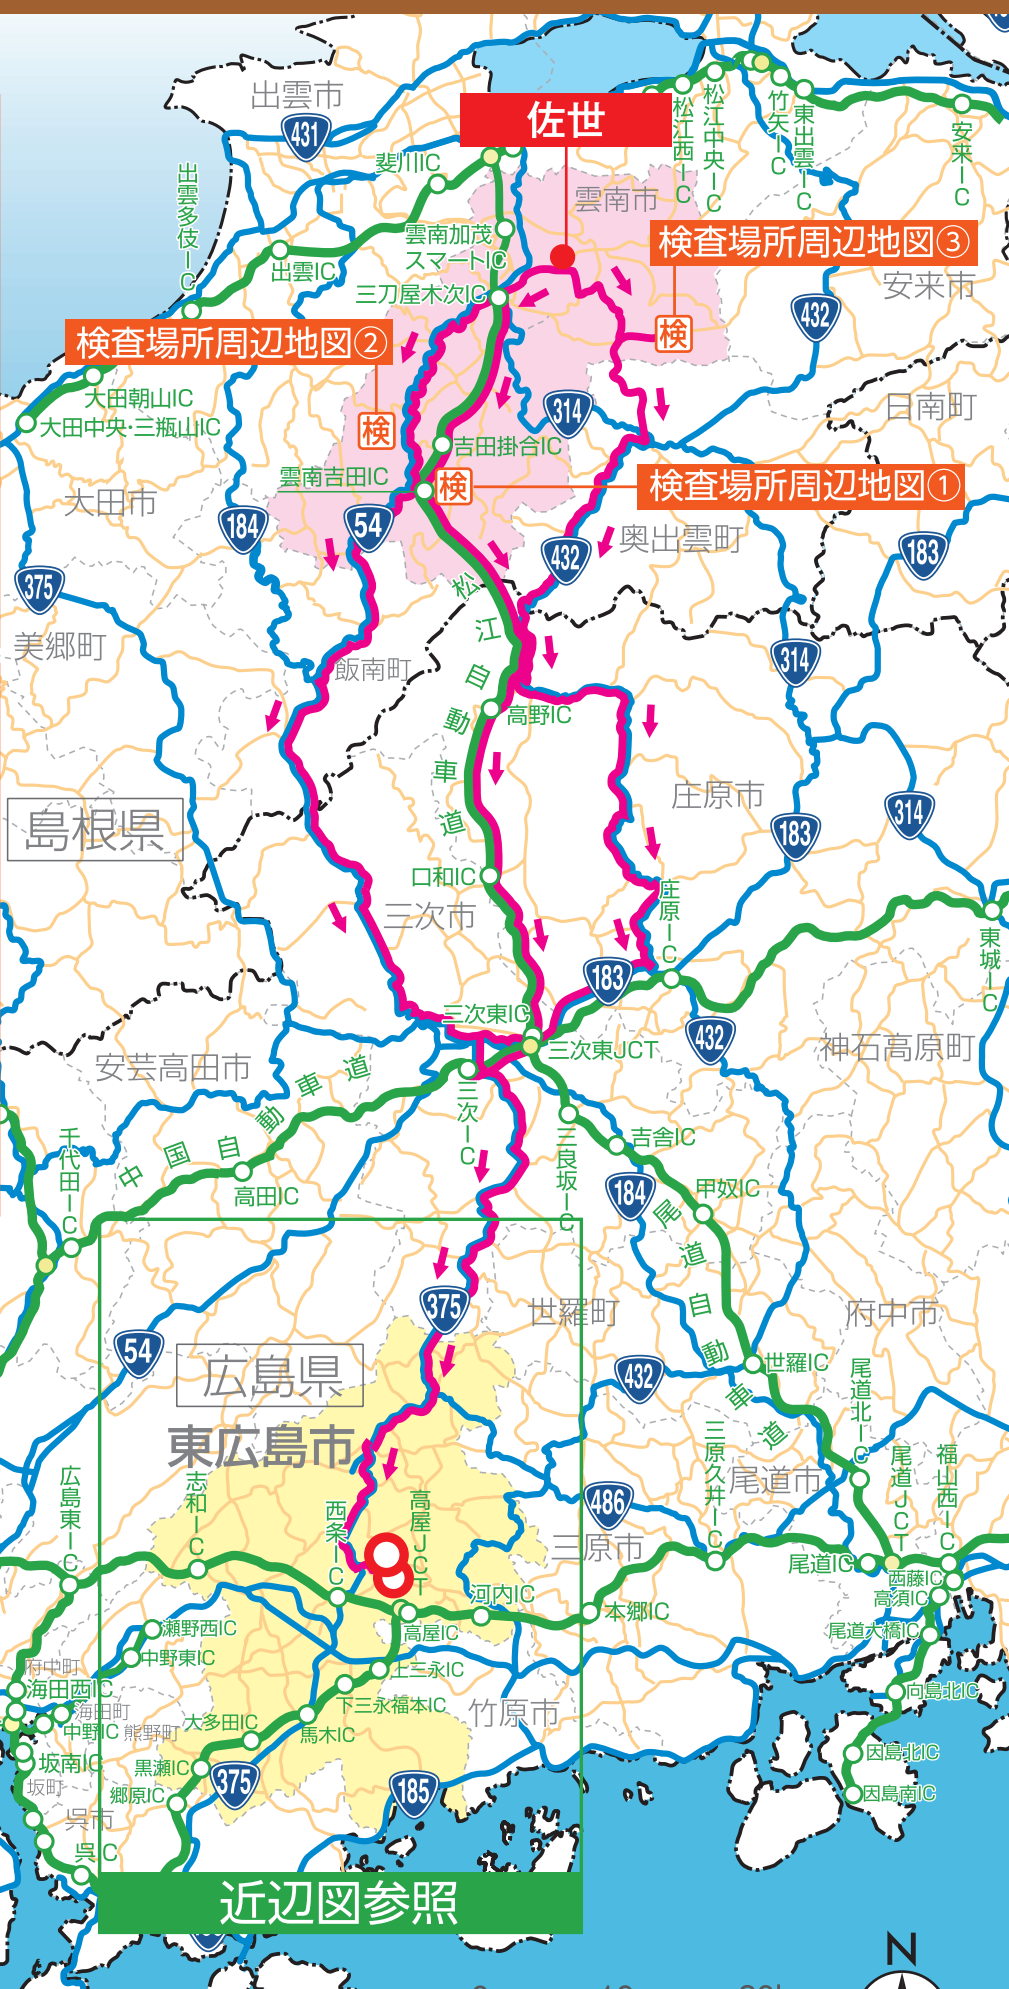 出雲市
431
佐世
松江西IC
松江中央IC
竹矢IC
東出雲IC
安来IC
斐川IC
出雲多伎IC
雲南市
雲南加茂
スマートIC
検査場所周辺地図③
出雲IC
三刀屋木次IC
安来市
432
検
検査場所周辺地図②
大田朝山IC
大田中央・三瓶山IC
314
日南町
検
吉田掛合IC
雲南吉田IC
検
検査場所周辺地図①
大田市
184
54
奥出雲町
432
183
375
松江自動車道
美郷町
飯南町
314
高野IC
庄原市
183
314
島根県
口和IC
三次市
庄原IC
東城IC
183
三次東IC
三次東JCT
432
神石高原町
安芸高田市
中国自動車道
三次IC
三良坂IC
吉舎IC
千代田IC
高田IC
184
甲奴IC
尾道自動車道
375
世羅町
府中市
54
広島県
432
世羅IC
東広島市
尾道北IC
三原久井IC
尾道市
尾道JCT
福山西IC
広島東IC
志和IC
西条IC
高屋JCT
486
三原市
尾道IC
西藤IC
高須IC
河内IC
本郷IC
瀬野西IC
高屋IC
尾道大橋IC
中野東IC
府中町
上三永IC
海田西IC
向島北IC
海田町
下三永福本IC
竹原市
中野IC
熊野町
大多田IC
馬木IC
坂南IC
黒瀬IC
因島北IC
坂町
郷原IC
375
185
因島南IC
呉市
呉IC
近辺図参照
N